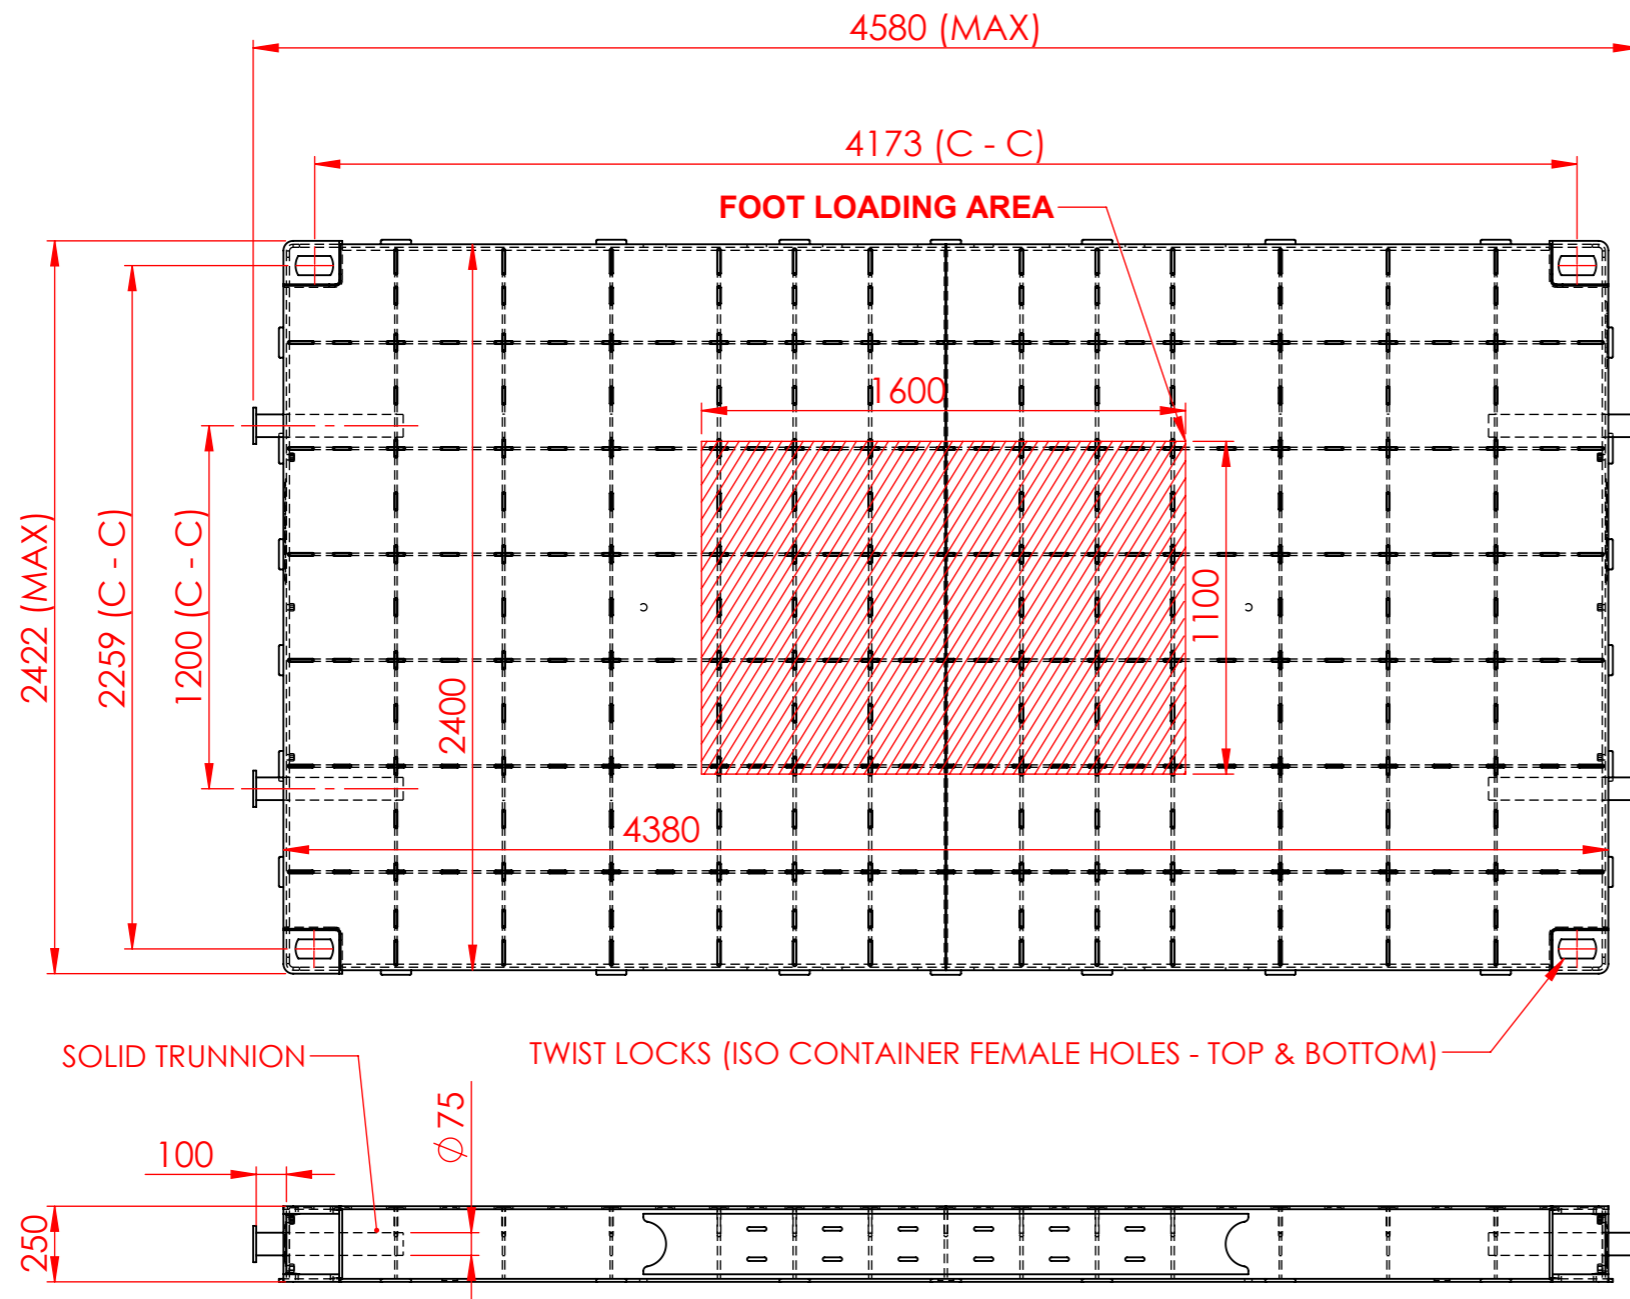 4580 (MAX)
4173 (C - C)
FOOT LOADING AREA
1600
2422 (MAX)
2259 (C - C)
1200 (C - C)
2400
1100
4380
SOLID TRUNNION
TWIST LOCKS (ISO CONTAINER FEMALE HOLES - TOP & BOTTOM)
∅75
100
250